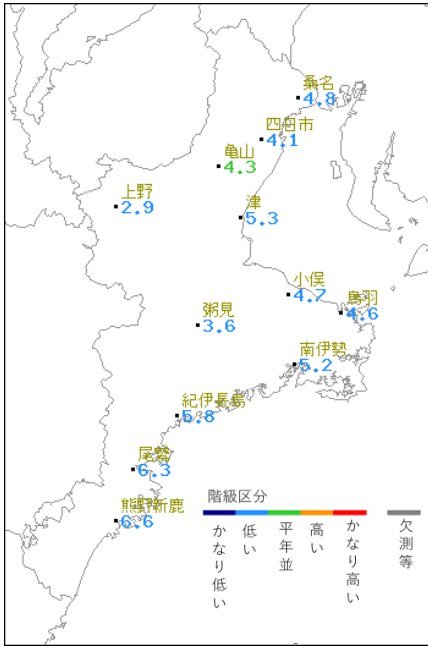 桑名
4.8
四日市
4.1
亀山
4.3
上野
2.9
津
5.3
小俣
4.7
鳥羽
4.6
粥見
3.6
南伊勢
5.2
紀伊長島
5.8
尾鷲
6.3
熊野新鹿
6.6
階級区分
かなり低い
低い
平年並
高い
かなり高い
欠測等